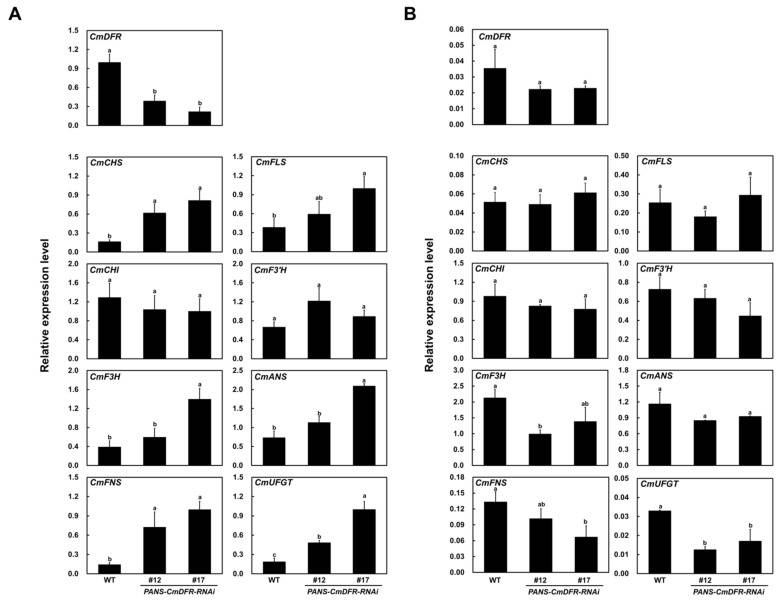 A
B
CmDFR
1.5
1.2
0.9
0.6
0.3
0.0
a
b
b
CmDFR
0.06
0.05
0.04
0.03
0.02
0.01
0.00
a
a
a
Relative expression level
CmCHS
1.5
1.2
0.9
0.6
0.3
0.0
b
a
a
CmFLS
1.5
1.2
0.9
0.6
0.3
0.0
b
ab
a
CmCHI
2.0
1.6
1.2
0.8
0.4
0.0
a
a
a
CmF3'H
2.0
1.6
1.2
0.8
0.4
0.0
a
a
a
CmF3H
2.0
1.6
1.2
0.8
0.4
0.0
b
b
a
CmANS
2.5
2.0
1.5
1.0
0.5
0.0
b
b
a
CmFNS
1.5
1.2
0.9
0.6
0.3
0.0
b
a
a
WT
#12
#17
PANS-CmDFR-RNAi
CmUFGT
1.5
1.2
0.9
0.6
0.3
0.0
c
b
a
WT
#12
#17
PANS-CmDFR-RNAi
Relative expression level
CmCHS
0.10
0.08
0.06
0.04
0.02
0.00
a
a
a
CmFLS
0.50
0.40
0.30
0.20
0.10
0.00
a
a
a
CmCHI
1.5
1.2
0.9
0.6
0.3
0.0
a
a
a
CmF3'H
1.0
0.8
0.6
0.4
0.2
0.0
a
a
a
CmF3H
3.0
2.5
2.0
1.5
1.0
0.5
0.0
a
b
ab
CmANS
1.8
1.5
1.2
0.9
0.6
0.3
0.0
a
a
a
CmFNS
0.18
0.15
0.12
0.09
0.06
0.03
0.00
a
ab
b
WT
#12
#17
PANS-CmDFR-RNAi
CmUFGT
0.05
0.04
0.03
0.02
0.01
0.00
a
b
b
WT
#12
#17
PANS-CmDFR-RNAi